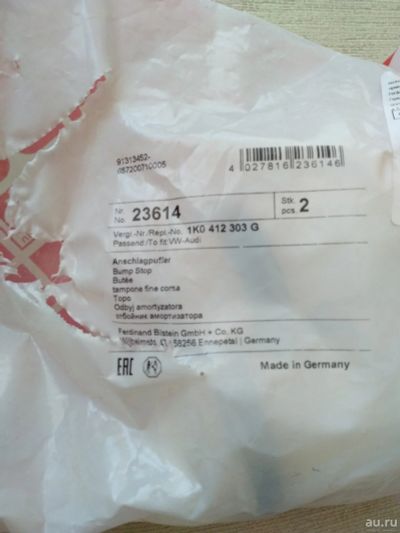 91313452-
057200710005
4 027816 236146
Nr.
No. 23614
Stk.
pcs. 2
Vergl.-Nr./Repl.-No. 1K0 412 303 G
Passend/To fit: VW-Audi
Anschlagpuffer
Bump Stop
Butée
tampone fine corsa
Tope
Odbyj amortyzatora
отбойник амортизатора
Ferdinand Bilstein GmbH + Co. KG
58256 Ennepetal | Germany
EAC
Made in Germany
au.ru